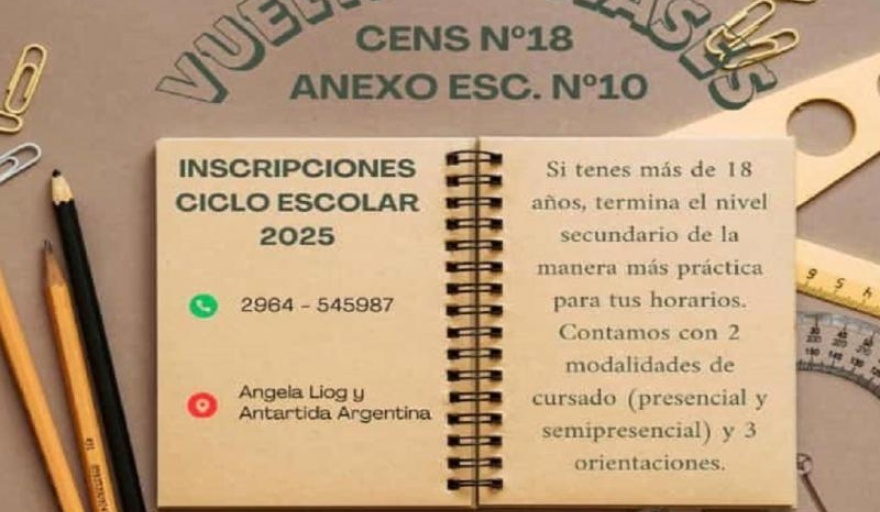 CENS Nº18
ANEXO ESC. Nº10
INSCRIPCIONES
CICLO ESCOLAR
2025
2964 - 545987
Angela Liog y
Antartida Argentina
Si tenes más de 18
años, termina el nivel
secundario de la
manera más práctica
para tus horarios.
Contamos con 2
modalidades de
cursado (presencial y
semipresencial) y 3
orientaciones.